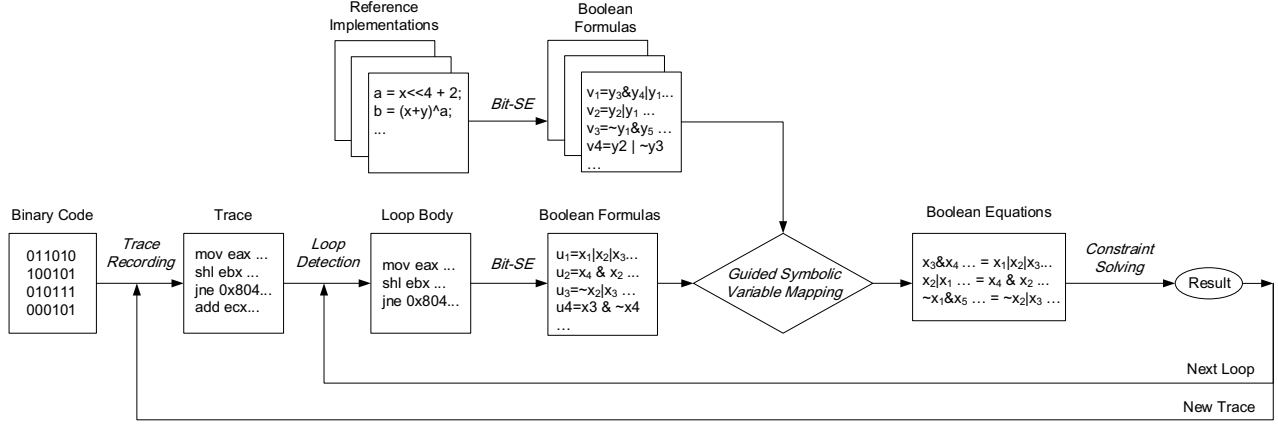 Reference
Implementations
a = x<<4 + 2;
b = (x+y)^a;
...
Bit-SE
Boolean
Formulas
v₁=y₃&y₄|y₁...
v₂=y₂|y₁ ...
v₃=~y₁&y₅ …
v4=y2 | ~y3
…
Binary Code
011010
100101
010111
000101
Trace
Recording
Trace
mov eax ...
shl ebx ...
jne 0x804...
add ecx...
Loop
Detection
Loop Body
mov eax ...
shl ebx ...
jne 0x804...
Bit-SE
Boolean Formulas
u₁=x₁|x₂|x₃...
u₂=x₄ & x₂ ...
u₃=~x₂|x₃ …
u4=x3 & ~x4
…
Guided Symbolic
Variable Mapping
Boolean Equations
x₃&x₄ … = x₁|x₂|x₃...
x₂|x₁ … = x₄ & x₂ ...
~x₁&x₅ … = ~x₂|x₃ …
Constraint
Solving
Result
Next Loop
New Trace